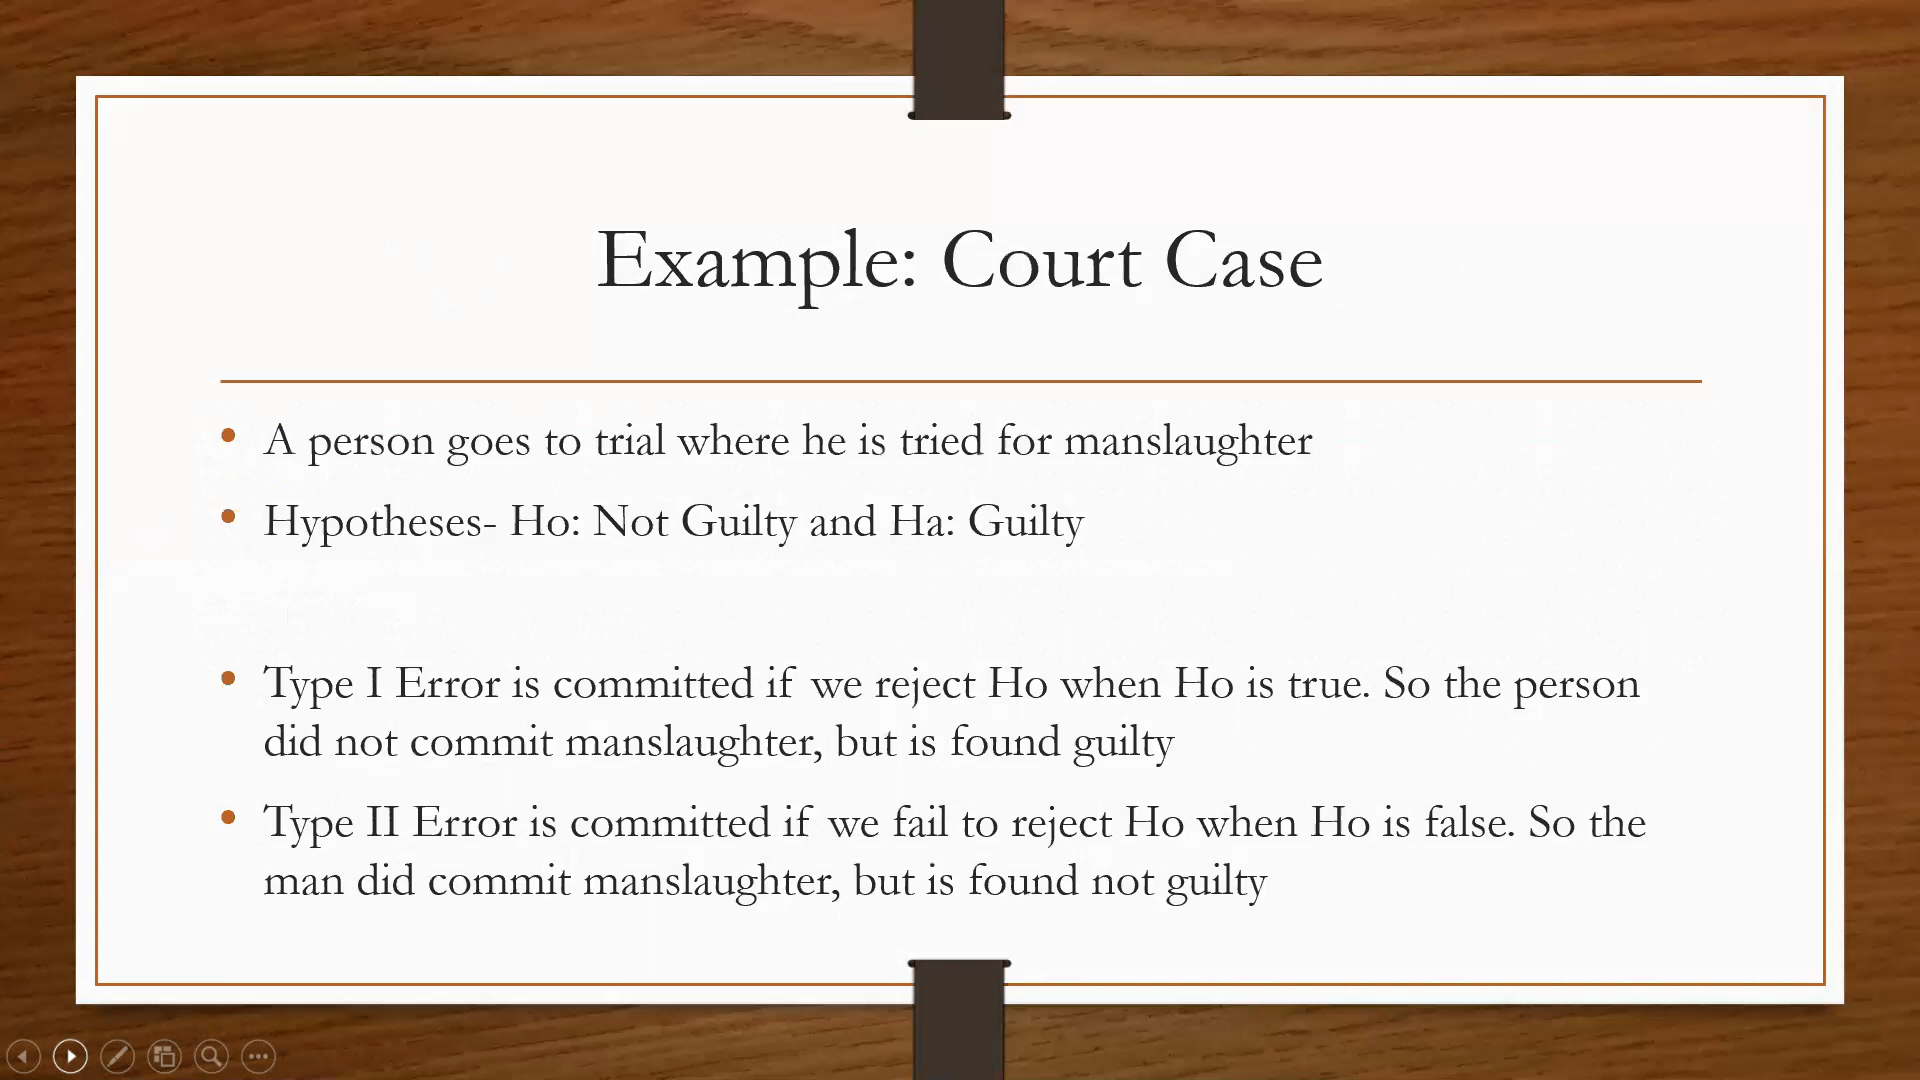 Example: Court Case
• A person goes to trial where he is tried for manslaughter
• Hypotheses- Ho: Not Guilty and Ha: Guilty
• Type I Error is committed if we reject Ho when Ho is true. So the person
did not commit manslaughter, but is found guilty
• Type II Error is committed if we fail to reject Ho when Ho is false. So the
man did commit manslaughter, but is found not guilty